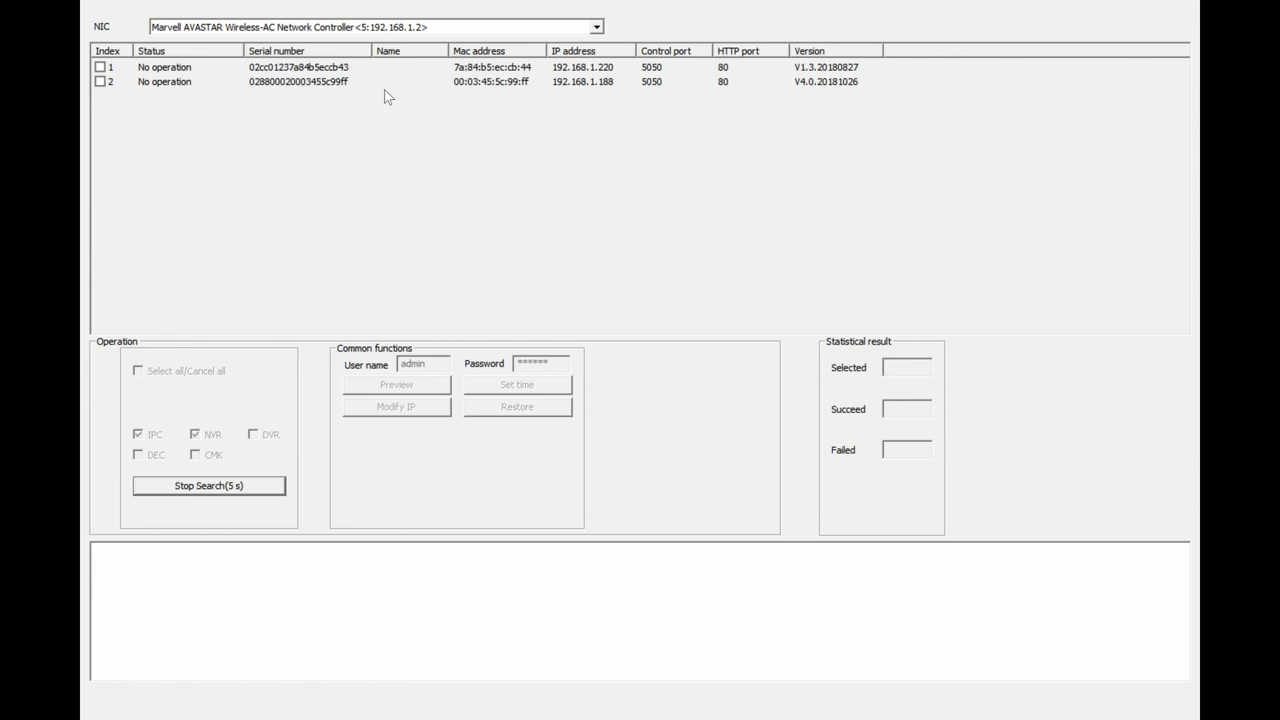 NIC Marvell AVASTAR Wireless-AC Network Controller<5:192.168.1.2>
Index Status Serial number Name Mac address IP address Control port HTTP port Version
1 No operation 02cc01237a84b5eccb43 7a:84:b5:ec:cb:44 192.168.1.220 5050 80 V1.3.20180827
2 No operation 028800020003455c99ff 00:03:45:5c:99:ff 192.168.1.188 5050 80 V4.0.20181026
Operation
Select all/Cancel all
IPC NVR DVR
DEC CMK
Stop Search(5 s)
Common functions
User name admin Password ******
Preview Set time
Modify IP Restore
Statistical result
Selected
Succeed
Failed